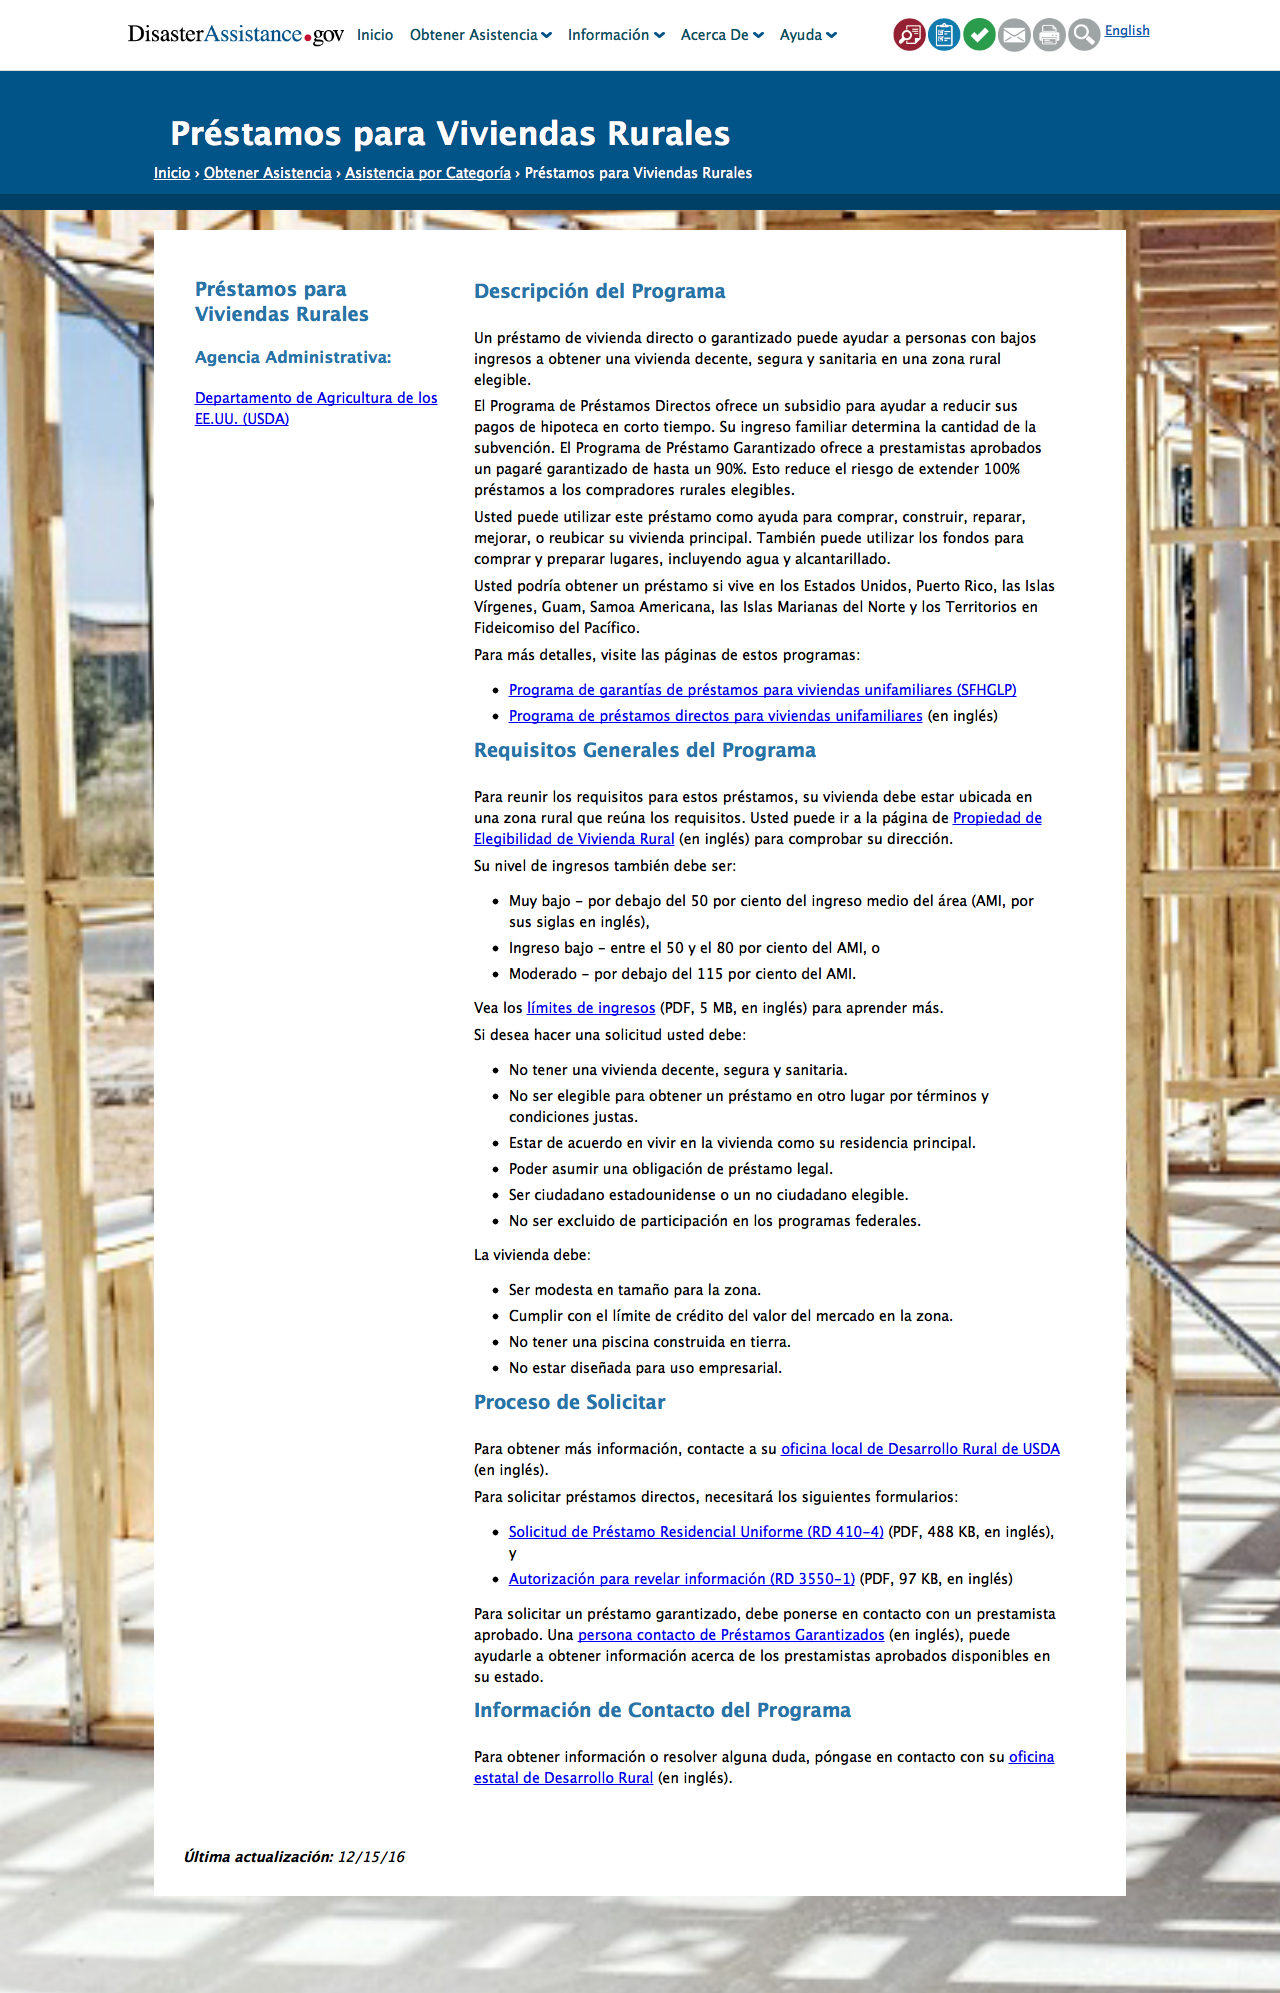 DisasterAssistance.gov Inicio Obtener Asistencia Información Acerca De Ayuda English
Préstamos para Viviendas Rurales
Inicio › Obtener Asistencia › Asistencia por Categoría › Préstamos para Viviendas Rurales
Préstamos para
Viviendas Rurales
Agencia Administrativa:
Departamento de Agricultura de los
EE.UU. (USDA)
Descripción del Programa
Un préstamo de vivienda directo o garantizado puede ayudar a personas con bajos
ingresos a obtener una vivienda decente, segura y sanitaria en una zona rural
elegible.
El Programa de Préstamos Directos ofrece un subsidio para ayudar a reducir sus
pagos de hipoteca en corto tiempo. Su ingreso familiar determina la cantidad de la
subvención. El Programa de Préstamo Garantizado ofrece a prestamistas aprobados
un pagaré garantizado de hasta un 90%. Esto reduce el riesgo de extender 100%
préstamos a los compradores rurales elegibles.
Usted puede utilizar este préstamo como ayuda para comprar, construir, reparar,
mejorar, o reubicar su vivienda principal. También puede utilizar los fondos para
comprar y preparar lugares, incluyendo agua y alcantarillado.
Usted podría obtener un préstamo si vive en los Estados Unidos, Puerto Rico, las Islas
Vírgenes, Guam, Samoa Americana, las Islas Marianas del Norte y los Territorios en
Fideicomiso del Pacífico.
Para más detalles, visite las páginas de estos programas:
• Programa de garantías de préstamos para viviendas unifamiliares (SFHGLP)
• Programa de préstamos directos para viviendas unifamiliares (en inglés)
Requisitos Generales del Programa
Para reunir los requisitos para estos préstamos, su vivienda debe estar ubicada en
una zona rural que reúna los requisitos. Usted puede ir a la página de Propiedad de
Elegibilidad de Vivienda Rural (en inglés) para comprobar su dirección.
Su nivel de ingresos también debe ser:
• Muy bajo – por debajo del 50 por ciento del ingreso medio del área (AMI, por
sus siglas en inglés),
• Ingreso bajo – entre el 50 y el 80 por ciento del AMI, o
• Moderado – por debajo del 115 por ciento del AMI.
Vea los límites de ingresos (PDF, 5 MB, en inglés) para aprender más.
Si desea hacer una solicitud usted debe:
• No tener una vivienda decente, segura y sanitaria.
• No ser elegible para obtener un préstamo en otro lugar por términos y
condiciones justas.
• Estar de acuerdo en vivir en la vivienda como su residencia principal.
• Poder asumir una obligación de préstamo legal.
• Ser ciudadano estadounidense o un no ciudadano elegible.
• No ser excluido de participación en los programas federales.
La vivienda debe:
• Ser modesta en tamaño para la zona.
• Cumplir con el límite de crédito del valor del mercado en la zona.
• No tener una piscina construida en tierra.
• No estar diseñada para uso empresarial.
Proceso de Solicitar
Para obtener más información, contacte a su oficina local de Desarrollo Rural de USDA
(en inglés).
Para solicitar préstamos directos, necesitará los siguientes formularios:
• Solicitud de Préstamo Residencial Uniforme (RD 410-4) (PDF, 488 KB, en inglés),
y
• Autorización para revelar información (RD 3550-1) (PDF, 97 KB, en inglés)
Para solicitar un préstamo garantizado, debe ponerse en contacto con un prestamista
aprobado. Una persona contacto de Préstamos Garantizados (en inglés), puede
ayudarle a obtener información acerca de los prestamistas aprobados disponibles en
su estado.
Información de Contacto del Programa
Para obtener información o resolver alguna duda, póngase en contacto con su oficina
estatal de Desarrollo Rural (en inglés).
Última actualización: 12/15/16